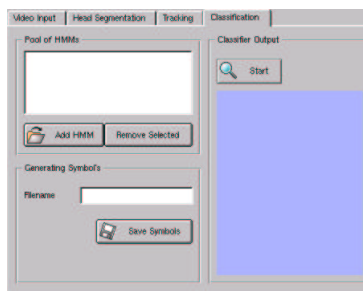 Video Input
Head Segmentation
Tracking
Classification
Pool of HMMs
Add HMM
Remove Selected
Generating Symbols
Filename
Save Symbols
Classifier Output
Start